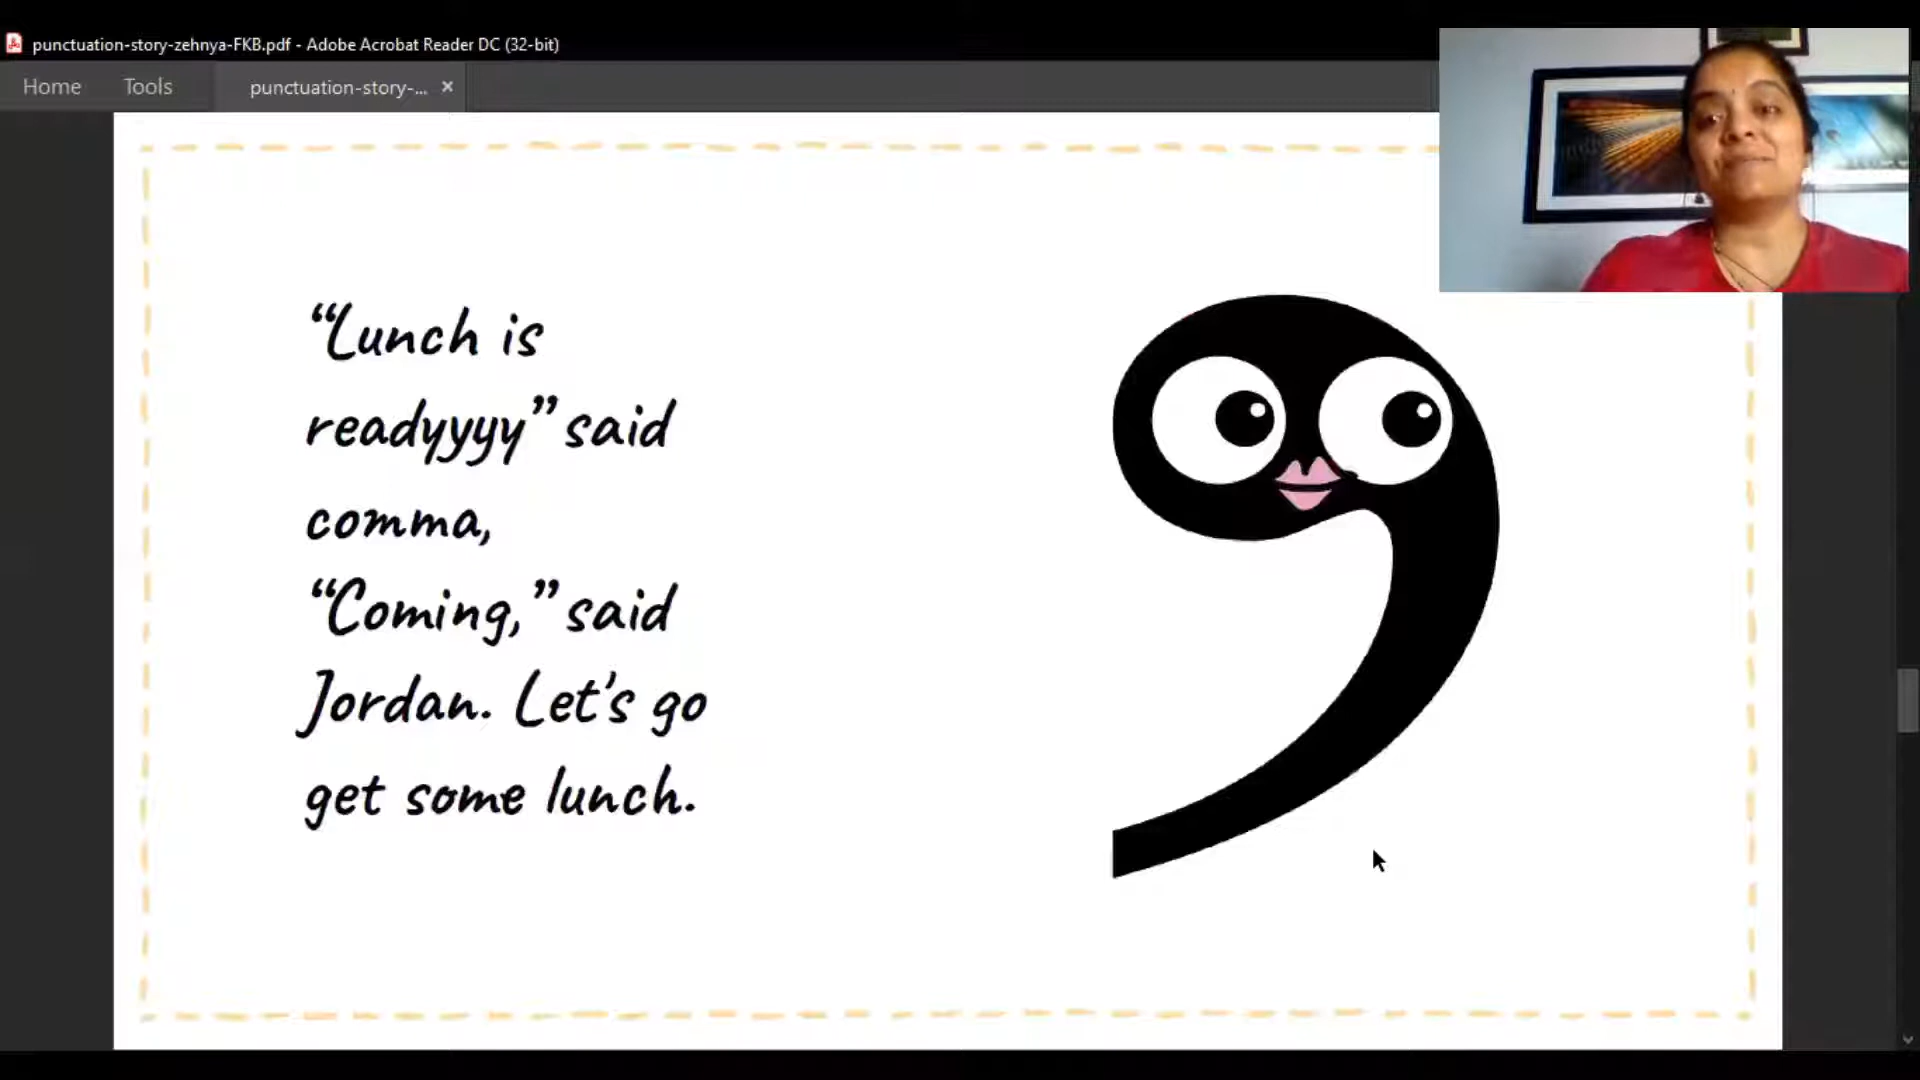 punctuation-story-zehnya-FKB.pdf - Adobe Acrobat Reader DC (32-bit)
Home Tools punctuation-story-...
“Lunch is
readyyyy” said
comma,
“Coming,” said
Jordan. Let's go
get some lunch.